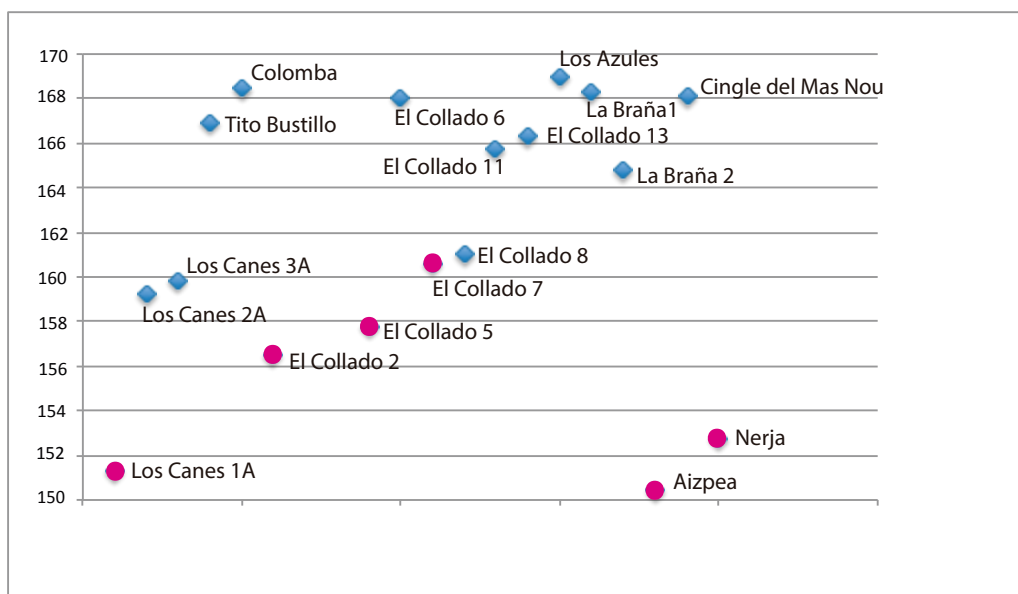 170
Los Azules
Colomba
Cingle del Mas Nou
168
La Braña1
El Collado 6
Tito Bustillo
El Collado 13
166
El Collado 11
La Braña 2
164
162
El Collado 8
Los Canes 3A
160
El Collado 7
Los Canes 2A
158
El Collado 5
El Collado 2
156
154
Nerja
152
Los Canes 1A
Aizpea
150